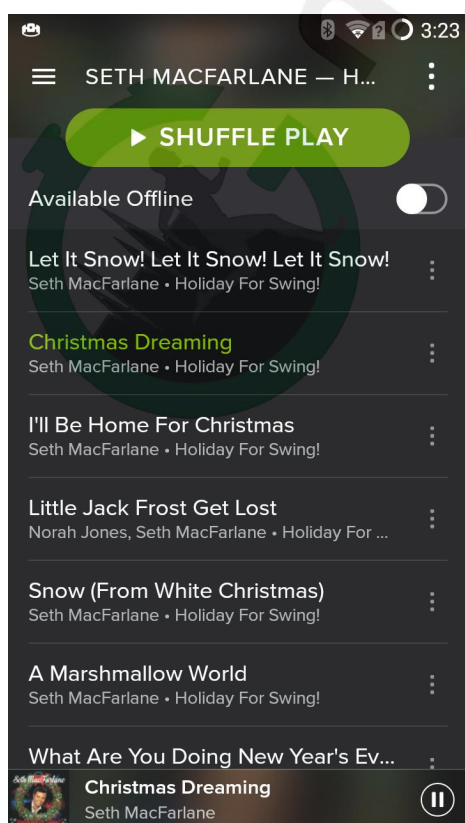 3:23
SETH MACFARLANE — H...
SHUFFLE PLAY
Available Offline
Let It Snow! Let It Snow! Let It Snow!
Seth MacFarlane • Holiday For Swing!
Christmas Dreaming
Seth MacFarlane • Holiday For Swing!
I'll Be Home For Christmas
Seth MacFarlane • Holiday For Swing!
Little Jack Frost Get Lost
Norah Jones, Seth MacFarlane • Holiday For ...
Snow (From White Christmas)
Seth MacFarlane • Holiday For Swing!
A Marshmallow World
Seth MacFarlane • Holiday For Swing!
What Are You Doing New Year's Ev...
Seth MacFarlane
Christmas Dreaming
Seth MacFarlane